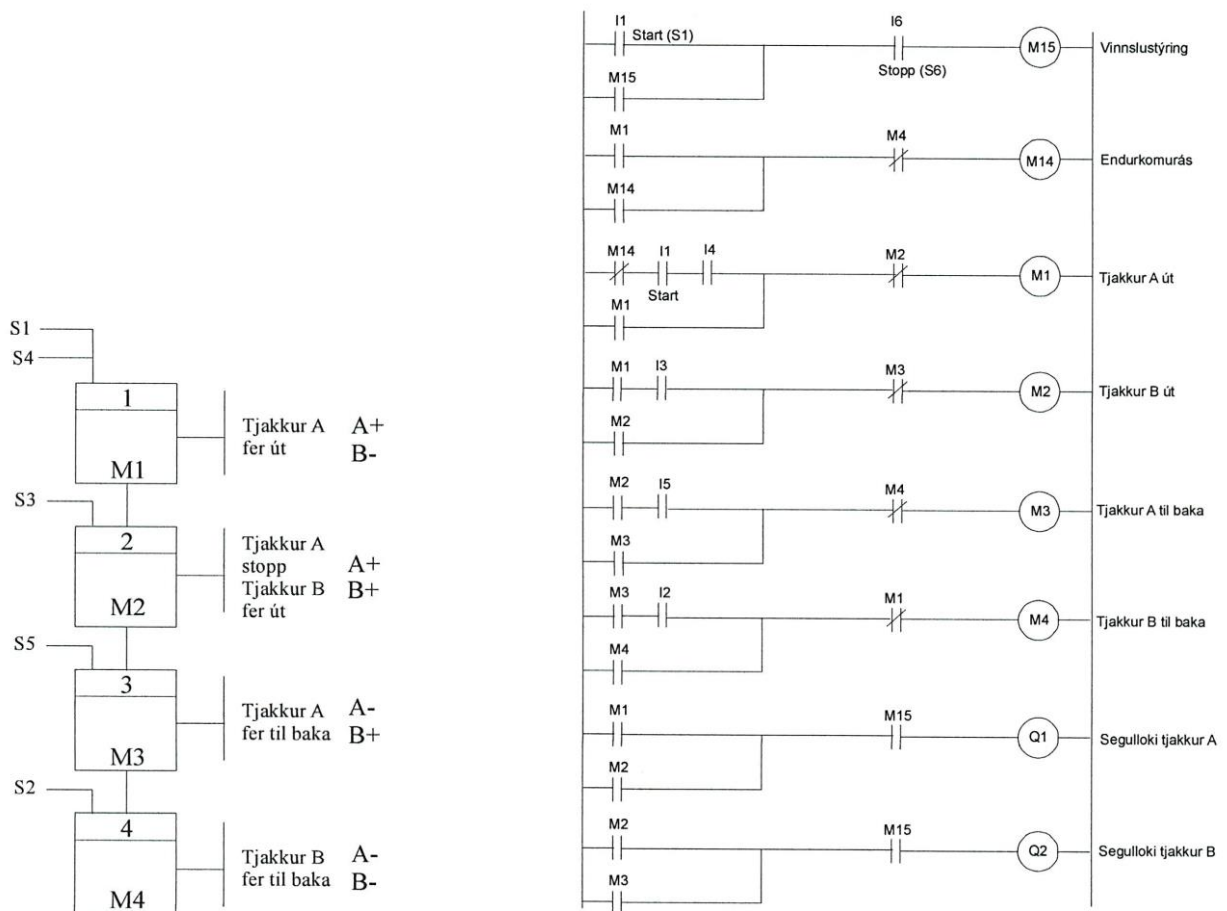 S1
S4
1
M1
Tjakkur A
fer út
A+
B-
S3
2
M2
Tjakkur A
stopp
Tjakkur B
fer út
A+
B+
S5
3
M3
Tjakkur A
fer til baka
A-
B+
S2
4
M4
Tjakkur B
fer til baka
A-
B-
I1
Start (S1)
I6
Stopp (S6)
M15
Vinnslustýring
M15
M1
M4
M14
Endurkomurás
M14
M14
I1
I4
Start
M2
M1
Tjakkur A út
M1
M1
I3
M3
M2
Tjakkur B út
M2
M2
I5
M4
M3
Tjakkur A til baka
M3
M3
I2
M1
M4
Tjakkur B til baka
M4
M1
M15
Q1
Segulloki tjakkur A
M2
M2
M15
Q2
Segulloki tjakkur B
M3